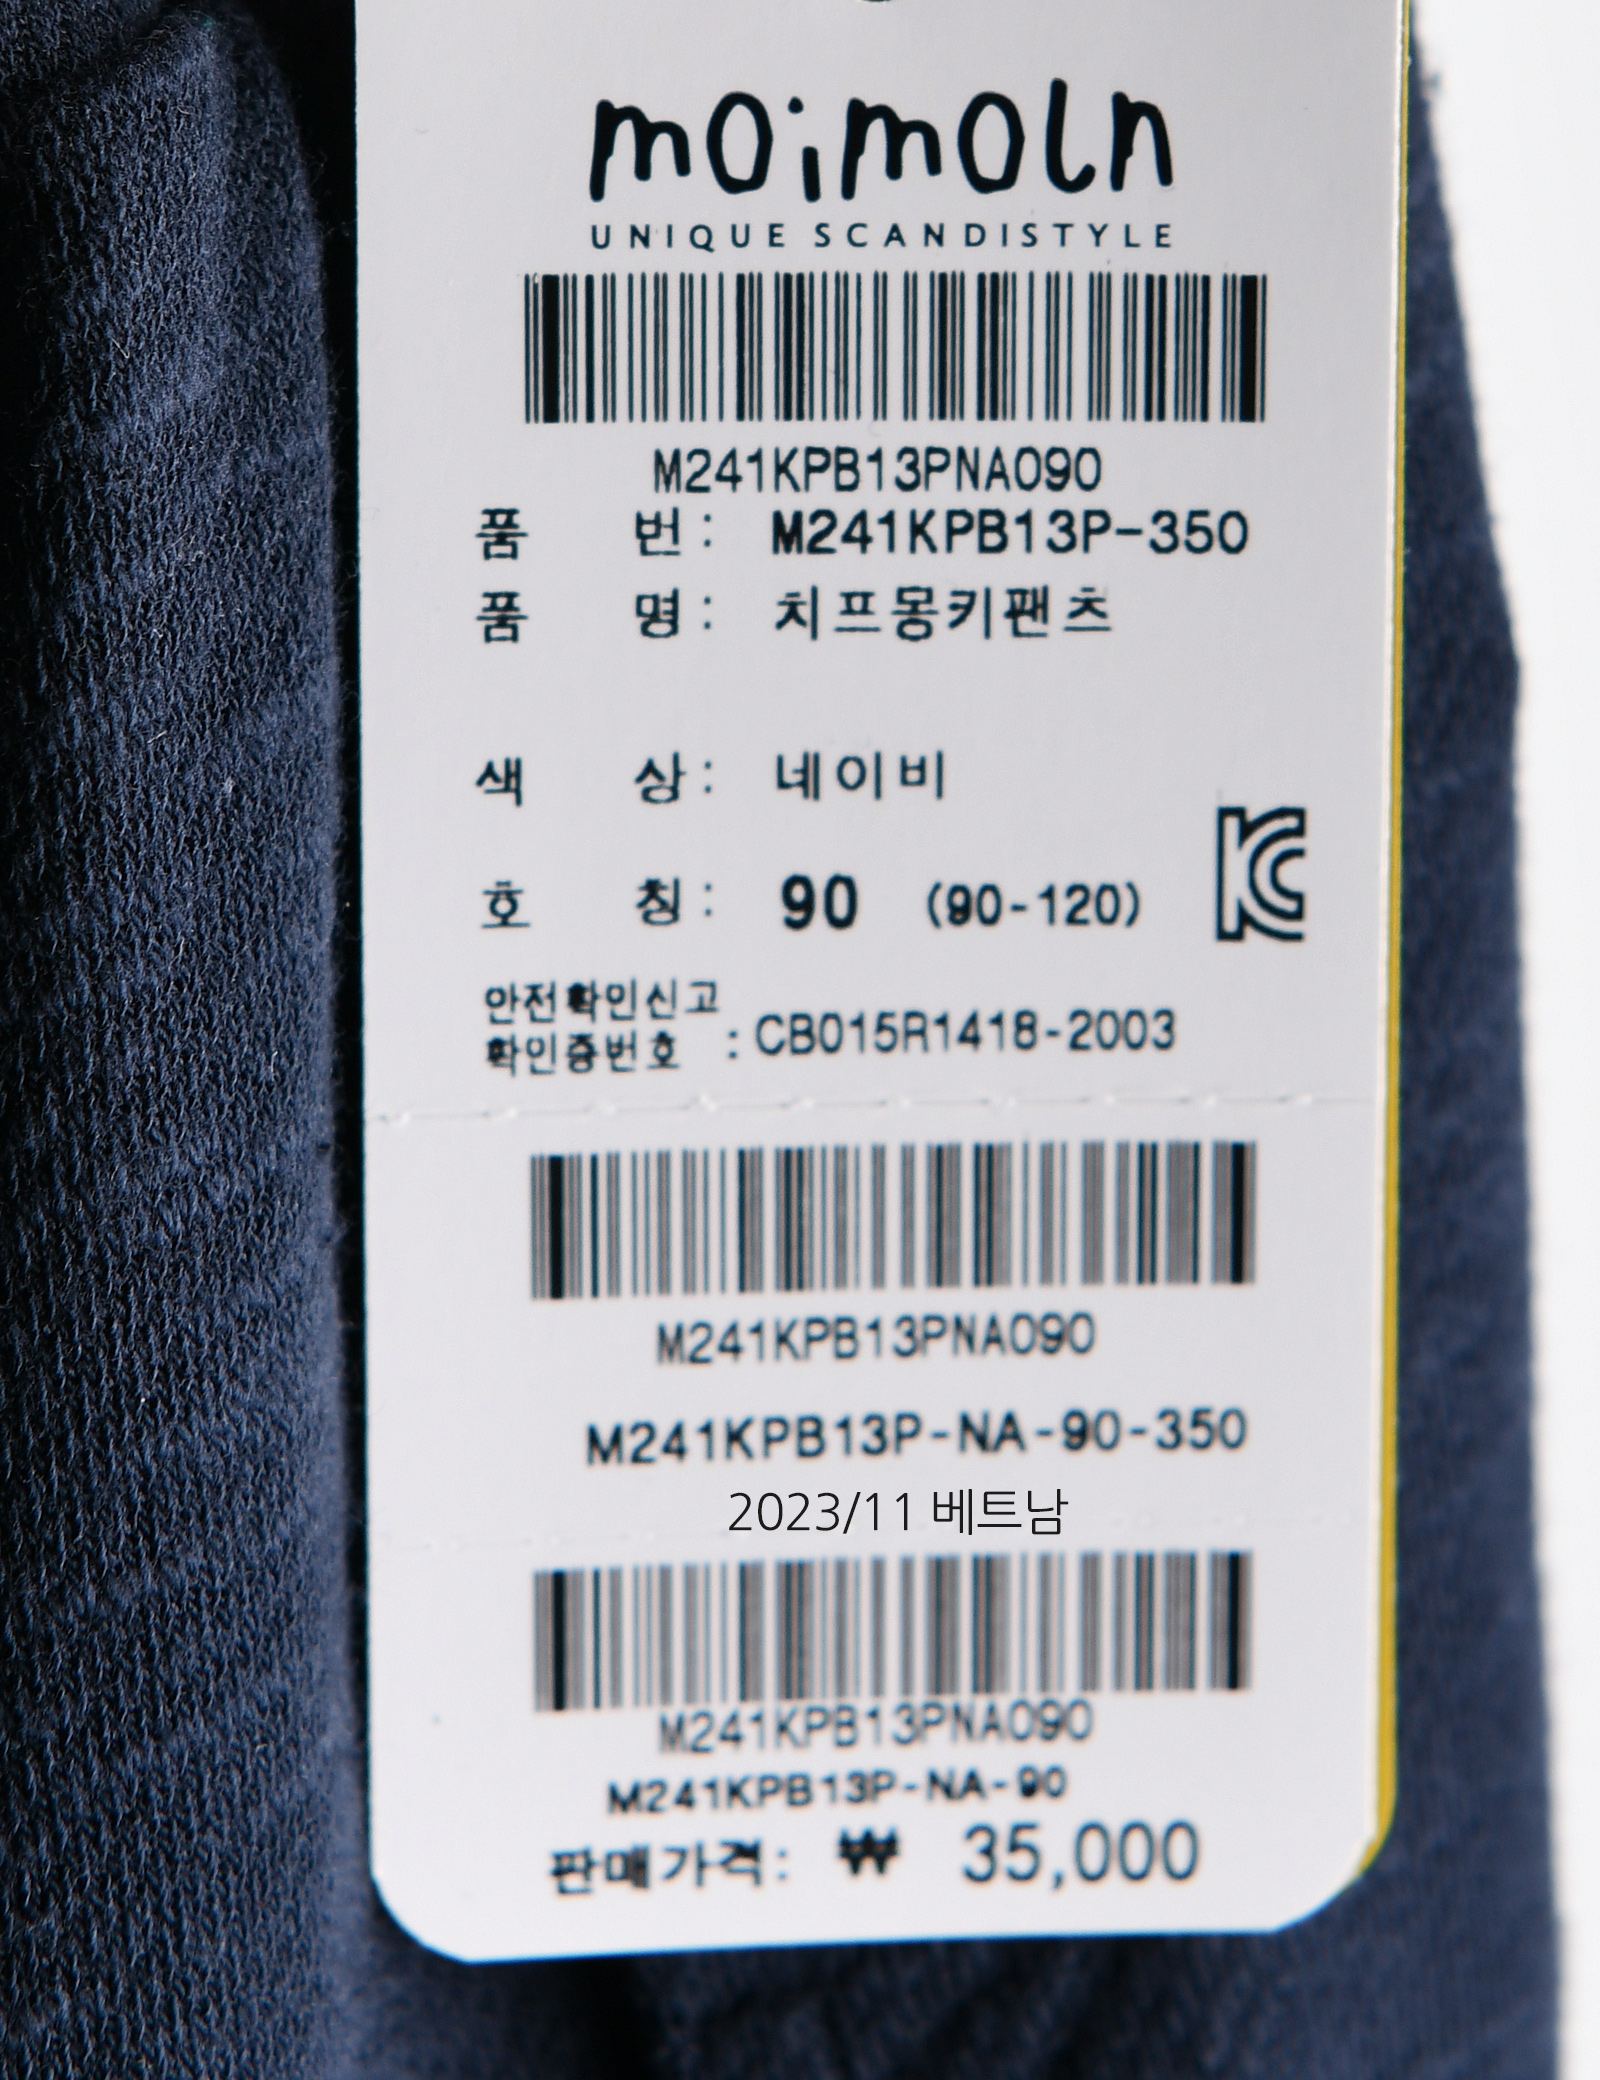 moimoln
UNIQUE SCANDISTYLE
M241KPB13PNA090
품 번 : M241KPB13P-350
품 명 : 치프몽키팬츠
색 상 : 네이비
호 칭 : 90 (90-120)
안전확인신고
확인증번호 : CB015R1418-2003
M241KPB13PNA090
M241KPB13P-NA-90-350
2023/11 베트남
M241KPB13PNA090
M241KPB13P-NA-90
판매가격: ₩ 35,000